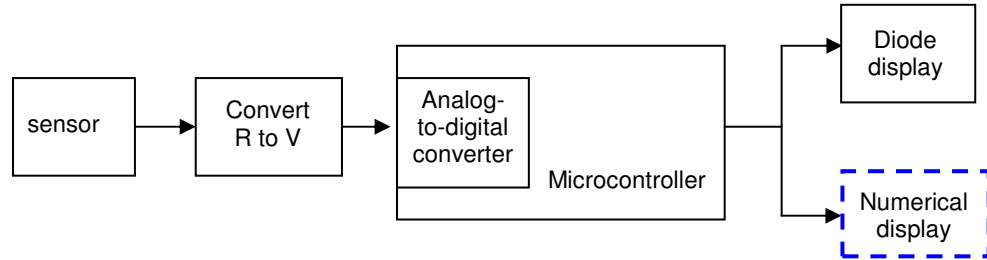 sensor
Convert
R to V
Analog-
to-digital
converter
Microcontroller
Diode
display
Numerical
display